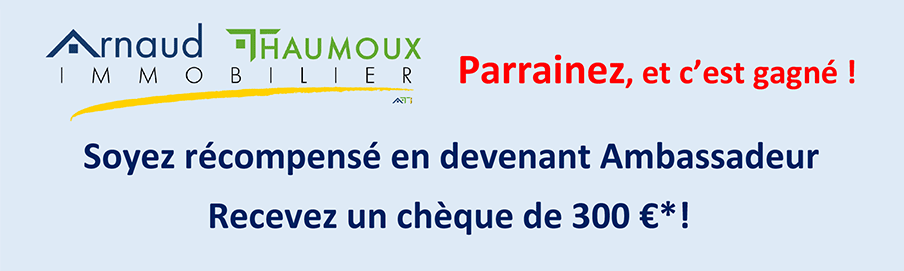 Arnaud THAUMOUX
IMMOBILIER
Parrainez, et c’est gagné !
Soyez récompensé en devenant Ambassadeur
Recevez un chèque de 300 €*!